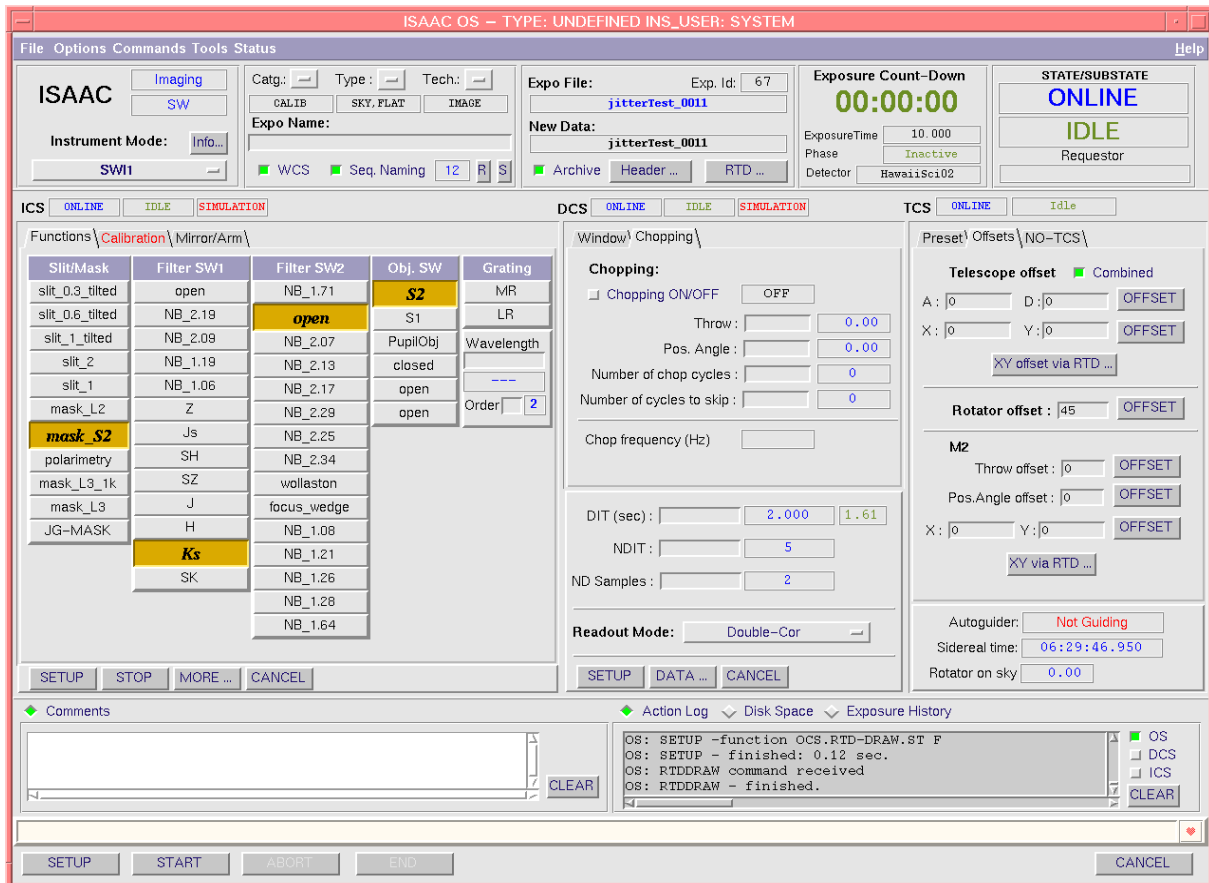 ISAAC OS – TYPE: UNDEFINED INS_USER: SYSTEM
File Options Commands Tools Status Help
ISAAC
Imaging
SW
Instrument Mode: Info...
SWI1
Catg.: Type : Tech.:
CALIB SKY,FLAT IMAGE
Expo Name:
WCS Seq. Naming 12 R S
Expo File: Exp. Id: 67
jitterTest_0011
New Data:
jitterTest_0011
Archive Header ... RTD ...
Exposure Count–Down
00:00:00
ExposureTime 10.000
Phase Inactive
Detector HawaiiSci02
STATE/SUBSTATE
ONLINE
IDLE
Requestor
ICS ONLINE IDLE SIMULATION
Functions Calibration Mirror/Arm
Slit/Mask
slit_0.3_tilted
slit_0.6_tilted
slit_1_tilted
slit_2
slit_1
mask_L2
mask_S2
polarimetry
mask_L3_1k
mask_L3
JG–MASK
Filter SW1
open
NB_2.19
NB_2.09
NB_1.19
NB_1.06
Z
Js
SH
SZ
J
H
Ks
SK
Filter SW2
NB_1.71
open
NB_2.07
NB_2.13
NB_2.17
NB_2.29
NB_2.25
NB_2.34
wollaston
focus_wedge
NB_1.08
NB_1.21
NB_1.26
NB_1.28
NB_1.64
Obj. SW
S2
S1
PupilObj
closed
open
open
Grating
MR
LR
Wavelength
---
Order 2
SETUP STOP MORE ... CANCEL
DCS ONLINE IDLE SIMULATION
Window Chopping
Chopping:
Chopping ON/OFF OFF
Throw : 0.00
Pos. Angle : 0.00
Number of chop cycles : 0
Number of cycles to skip : 0
Chop frequency (Hz)
DIT (sec) : 2.000 1.61
NDIT : 5
ND Samples : 2
Readout Mode: Double–Cor
SETUP DATA ... CANCEL
TCS ONLINE Idle
Preset Offsets NO–TCS
Telescope offset Combined
A : 0 D : 0 OFFSET
X : 0 Y : 0 OFFSET
XY offset via RTD ...
Rotator offset : 45 OFFSET
M2
Throw offset : 0 OFFSET
Pos.Angle offset : 0 OFFSET
X : 0 Y : 0 OFFSET
XY via RTD ...
Autoguider: Not Guiding
Sidereal time: 06:29:46.950
Rotator on sky 0.00
Comments
CLEAR
Action Log Disk Space Exposure History
OS: SETUP -function OCS.RTD-DRAW.ST F
OS: SETUP - finished: 0.12 sec.
OS: RTDDRAW command received
OS: RTDDRAW - finished.
OS
DCS
ICS
CLEAR
SETUP START ABORT END CANCEL